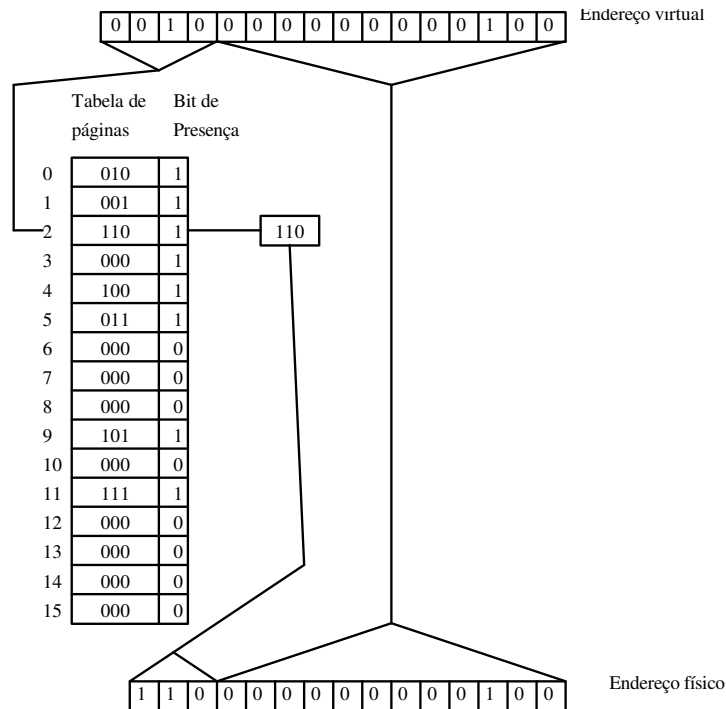 0 0 1 0 0 0 0 0 0 0 0 0 0 1 0 0
Endereço virtual
Tabela de páginas
Bit de Presença
0 010 1
1 001 1
2 110 1
110
3 000 1
4 100 1
5 011 1
6 000 0
7 000 0
8 000 0
9 101 1
10 000 0
11 111 1
12 000 0
13 000 0
14 000 0
15 000 0
1 1 0 0 0 0 0 0 0 0 0 0 1 0 0
Endereço físico